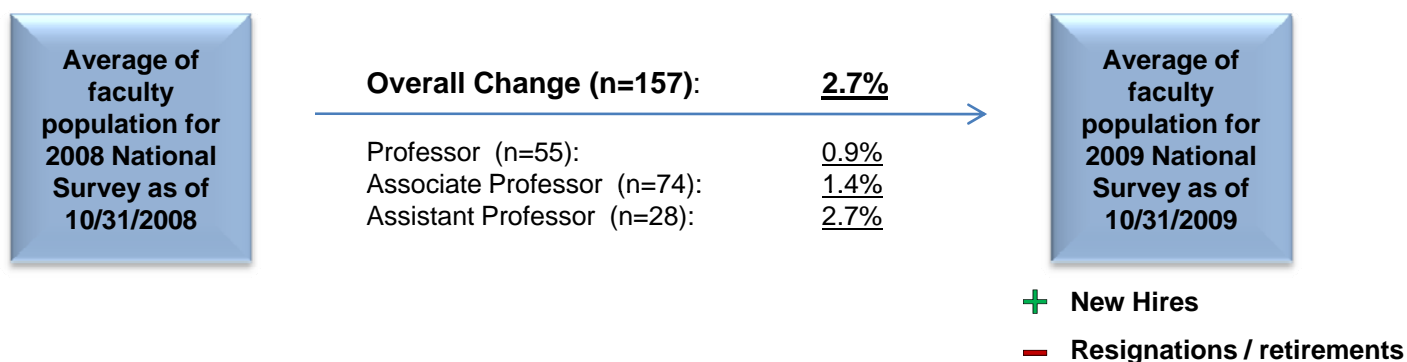 Average of
faculty
population for
2008 National
Survey as of
10/31/2008
Overall Change (n=157): 2.7%
Professor (n=55): 0.9%
Associate Professor (n=74): 1.4%
Assistant Professor (n=28): 2.7%
Average of
faculty
population for
2009 National
Survey as of
10/31/2009
+ New Hires
− Resignations / retirements